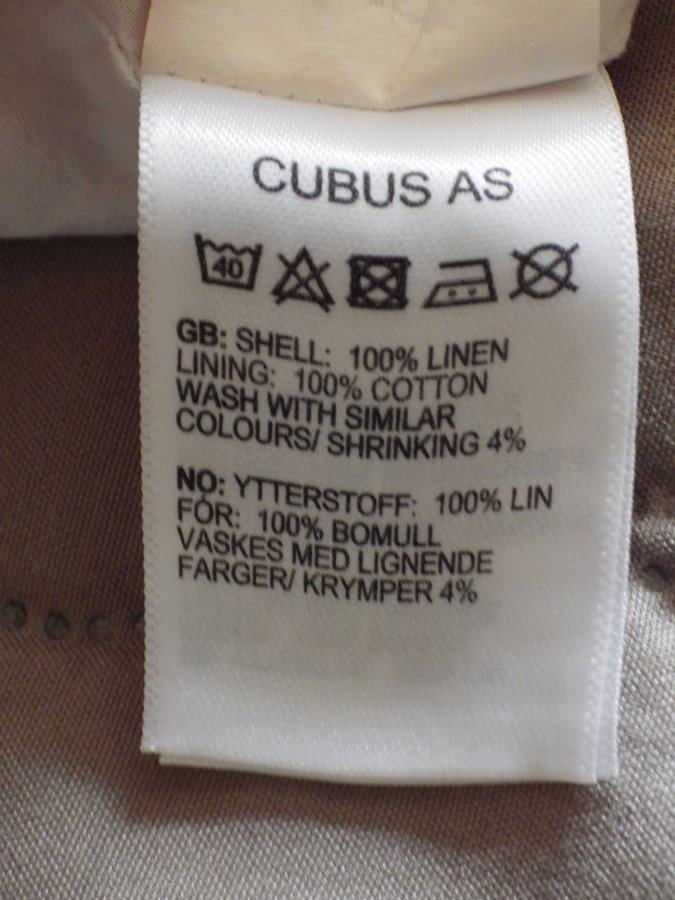 CUBUS AS
40
GB: SHELL: 100% LINEN
LINING: 100% COTTON
WASH WITH SIMILAR
COLOURS/ SHRINKING 4%
NO: YTTERSTOFF: 100% LIN
FÓR: 100% BOMULL
VASKES MED LIGNENDE
FARGER/ KRYMPER 4%